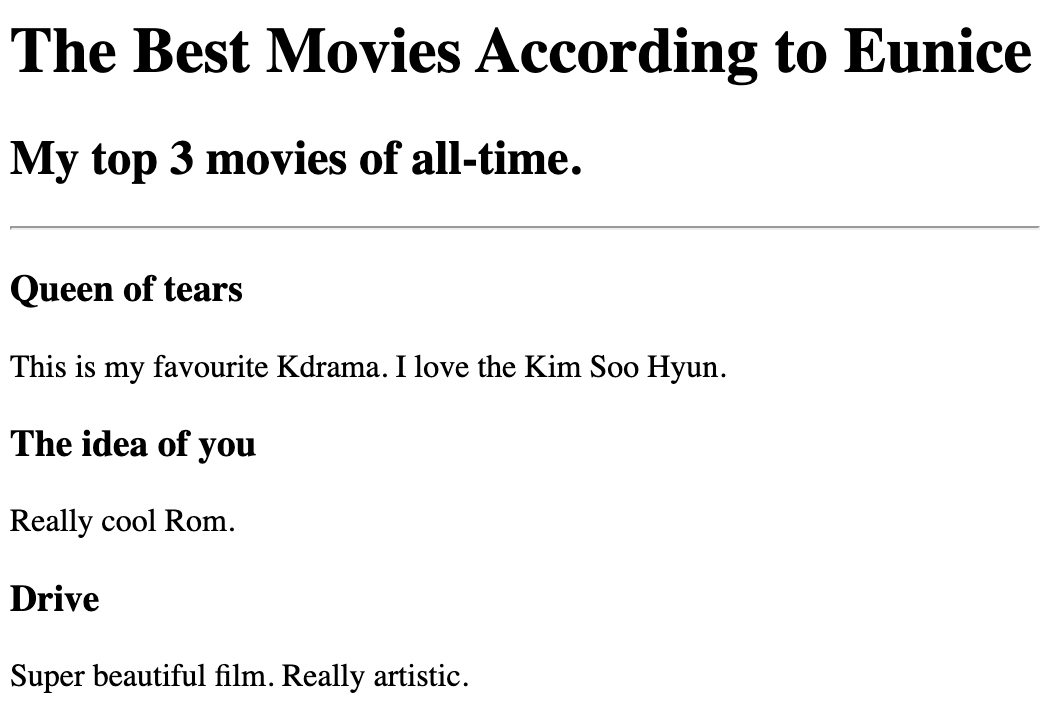 The Best Movies According to Eunice
My top 3 movies of all-time.
Queen of tears
This is my favourite Kdrama. I love the Kim Soo Hyun.
The idea of you
Really cool Rom.
Drive
Super beautiful film. Really artistic.